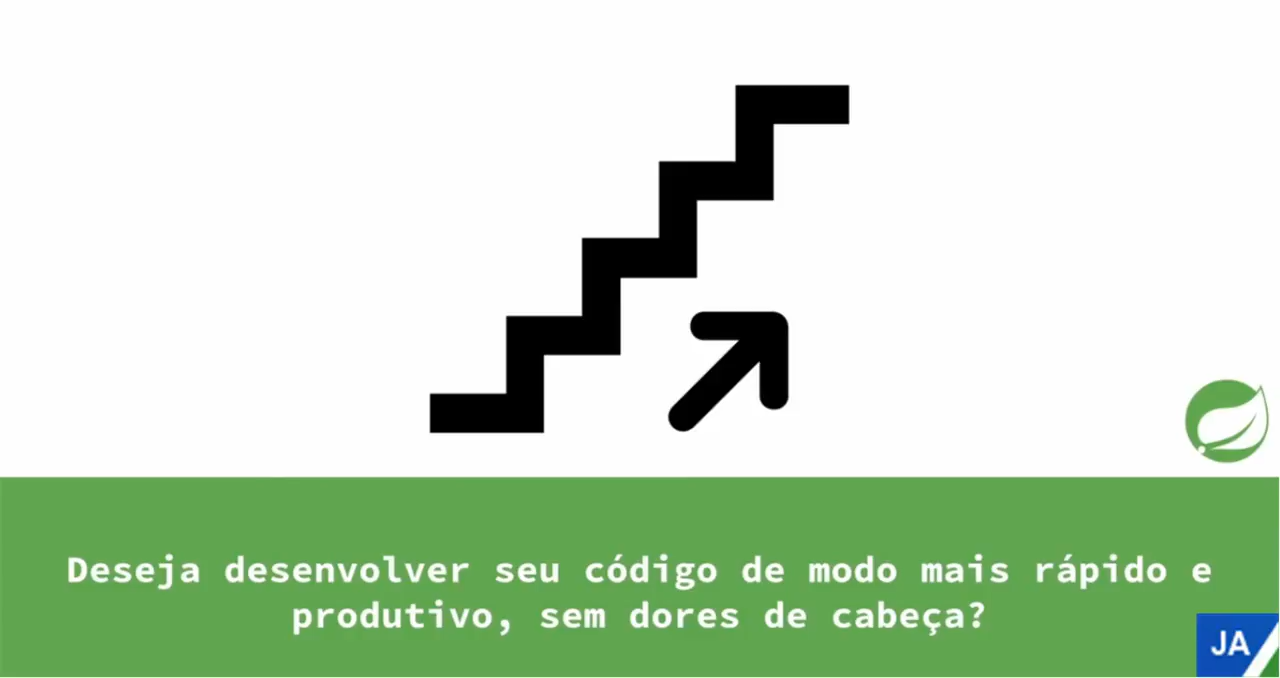 Deseja desenvolver seu código de modo mais rápido e
produtivo, sem dores de cabeça?
JA